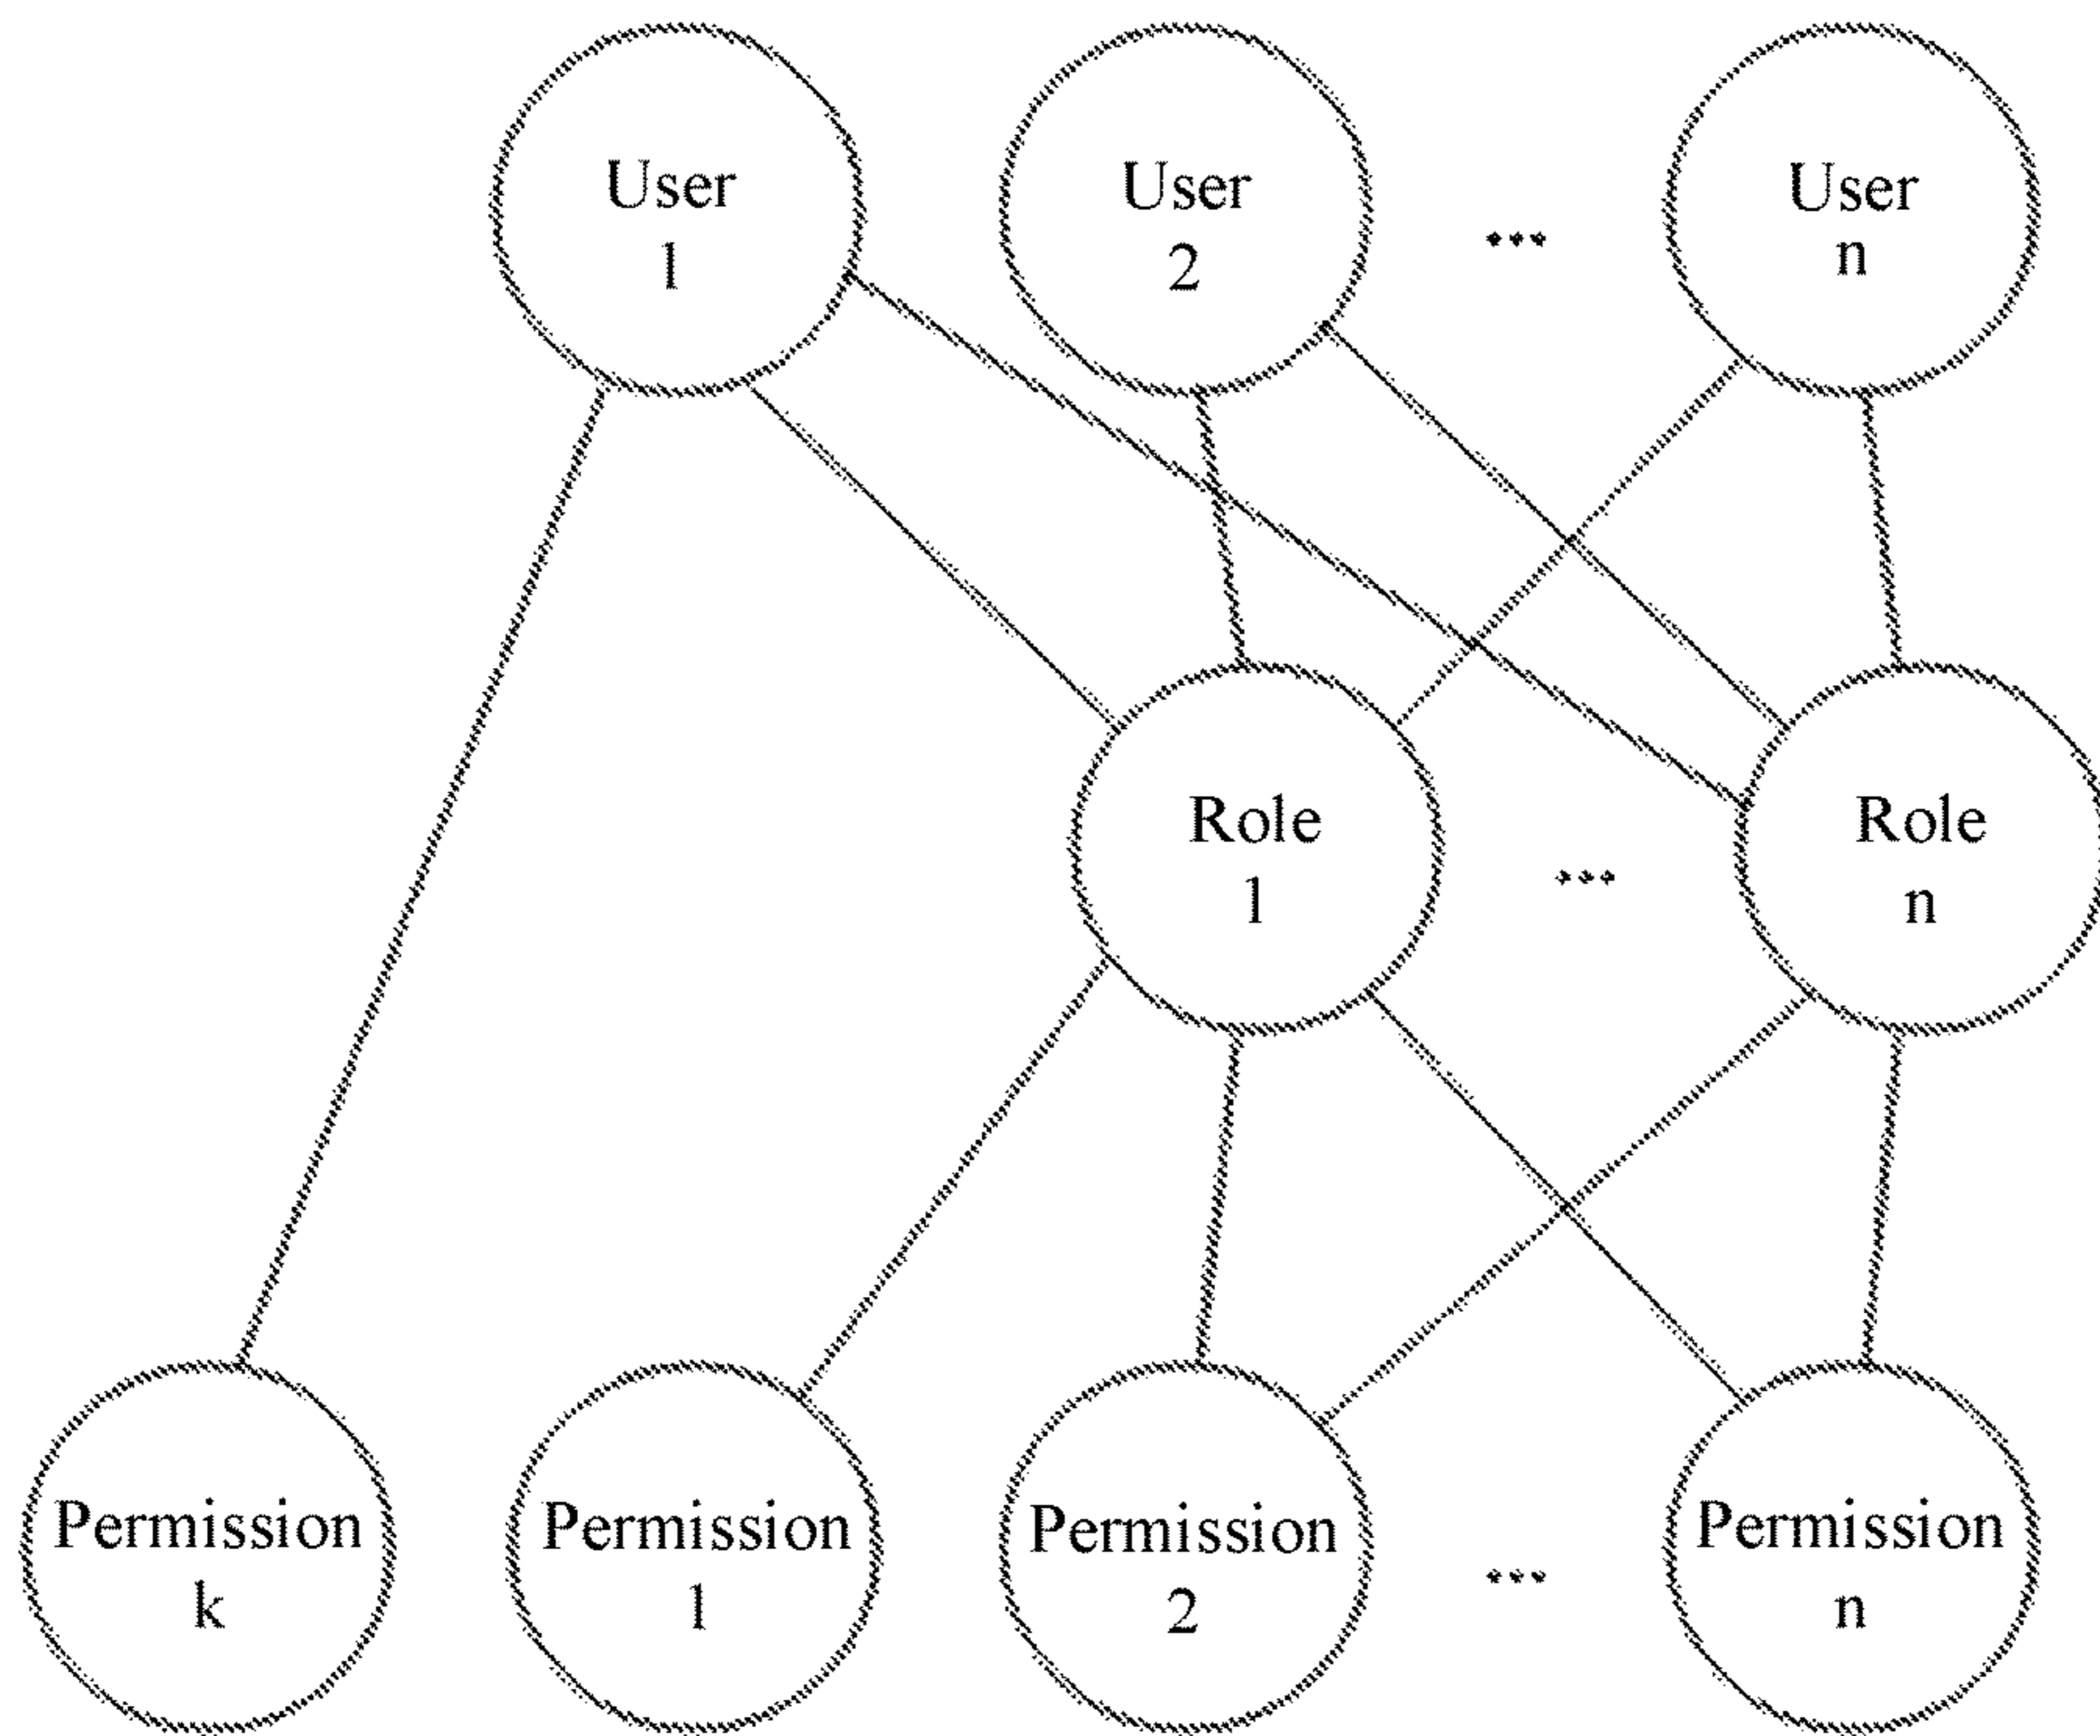 User
1
User
2
...
User
n
Role
1
...
Role
n
Permission
k
Permission
1
Permission
2
...
Permission
n